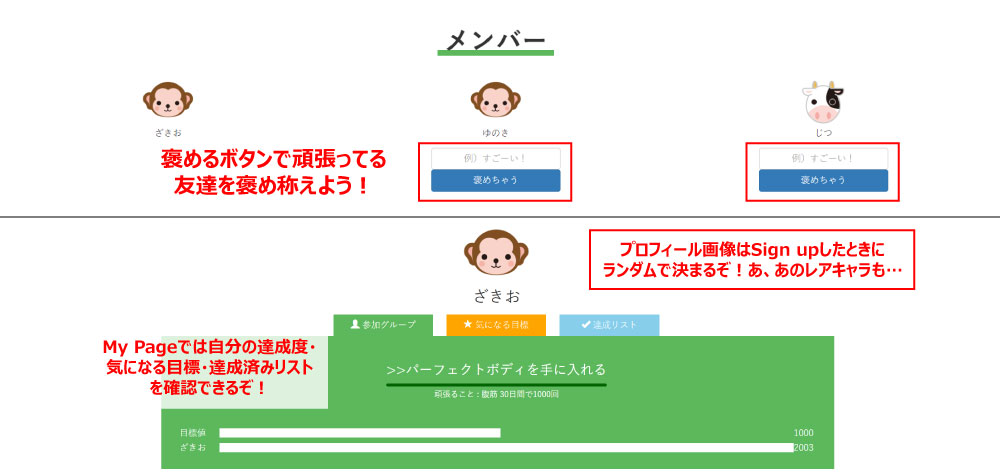 メンバー
ざきお
ゆのき
じつ
例）すごーい！
例）すごーい！
褒めちゃう
褒めちゃう
褒めるボタンで頑張ってる
友達を褒め称えよう！
プロフィール画像はSign upしたときに
ランダムで決まるぞ！あ、あのレアキャラも…
ざきお
参加グループ
気になる目標
達成リスト
My Pageでは自分の達成度・
気になる目標・達成済みリスト
を確認できるぞ！
>>パーフェクトボディを手に入れる
頑張ること : 腹筋 30日間で1000回
目標値 1000
ざきお 2003